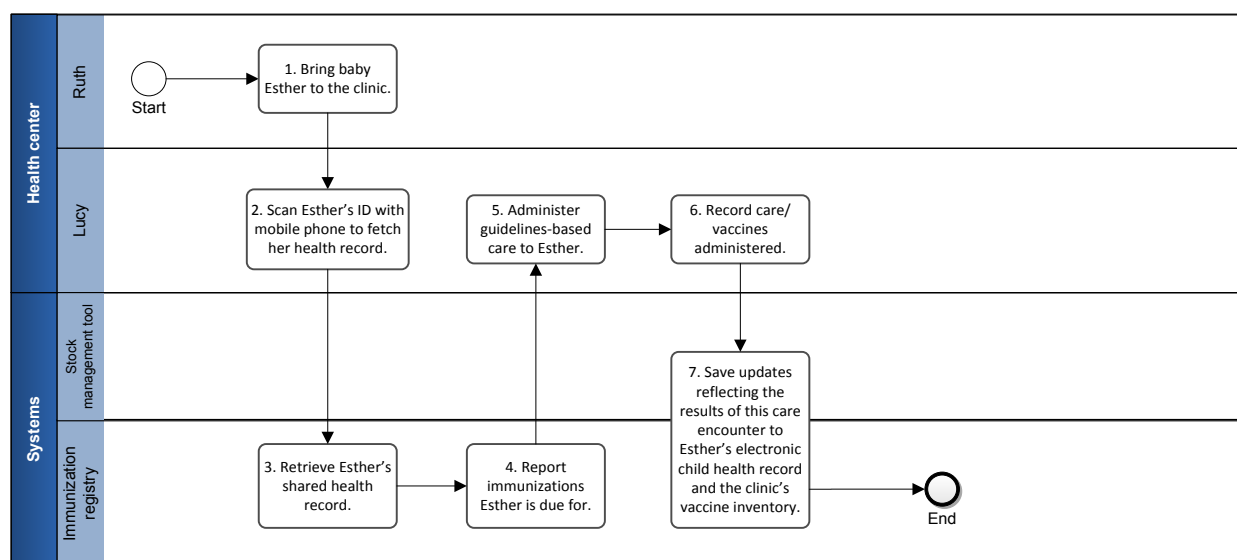 Health center
Ruth
Start
1. Bring baby
Esther to the clinic.
Lucy
2. Scan Esther’s ID with
mobile phone to fetch
her health record.
5. Administer
guidelines-based
care to Esther.
6. Record care/
vaccines
administered.
Systems
Stock
management tool
7. Save updates
reflecting the
results of this care
encounter to
Esther’s electronic
child health record
and the clinic’s
vaccine inventory.
Immunization
registry
3. Retrieve Esther’s
shared health
record.
4. Report
immunizations
Esther is due for.
End